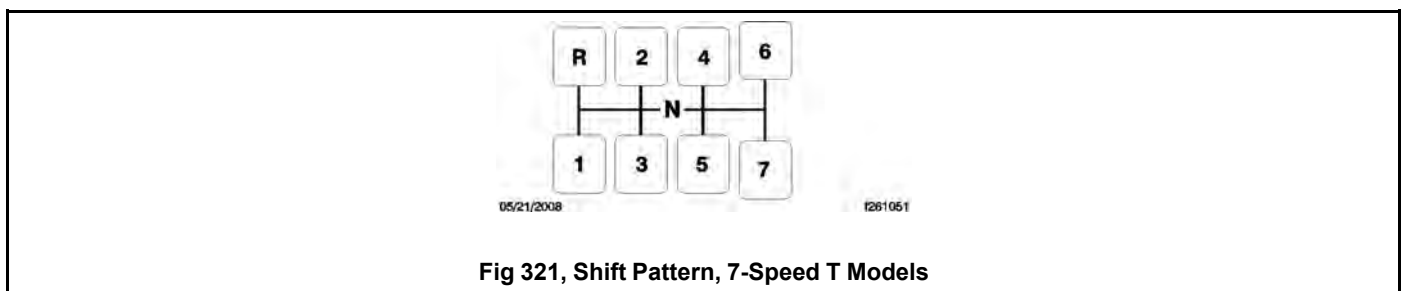 R 2 4 6
N
1 3 5 7
05/21/2008 f261051
Fig 321, Shift Pattern, 7-Speed T Models